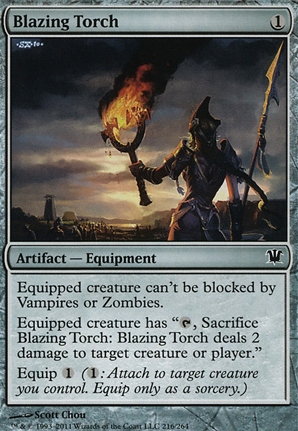 Blazing Torch 1
Artifact — Equipment
Equipped creature can't be blocked by
Vampires or Zombies.
Equipped creature has “, Sacrifice
Blazing Torch: Blazing Torch deals 2
damage to target creature or player.”
Equip 1 (1: Attach to target creature
you control. Equip only as a sorcery.)
Scott Chou
™ & © 1993–2011 Wizards of the Coast LLC 216/264